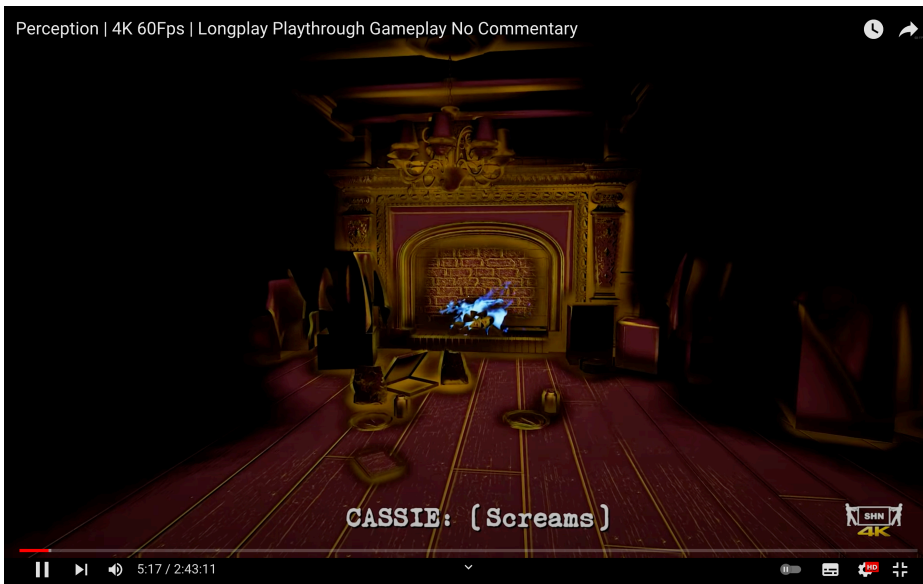 Perception | 4K 60Fps | Longplay Playthrough Gameplay No Commentary
CASSIE: (Screams)
SHN
4K
5:17 / 2:43:11
HD